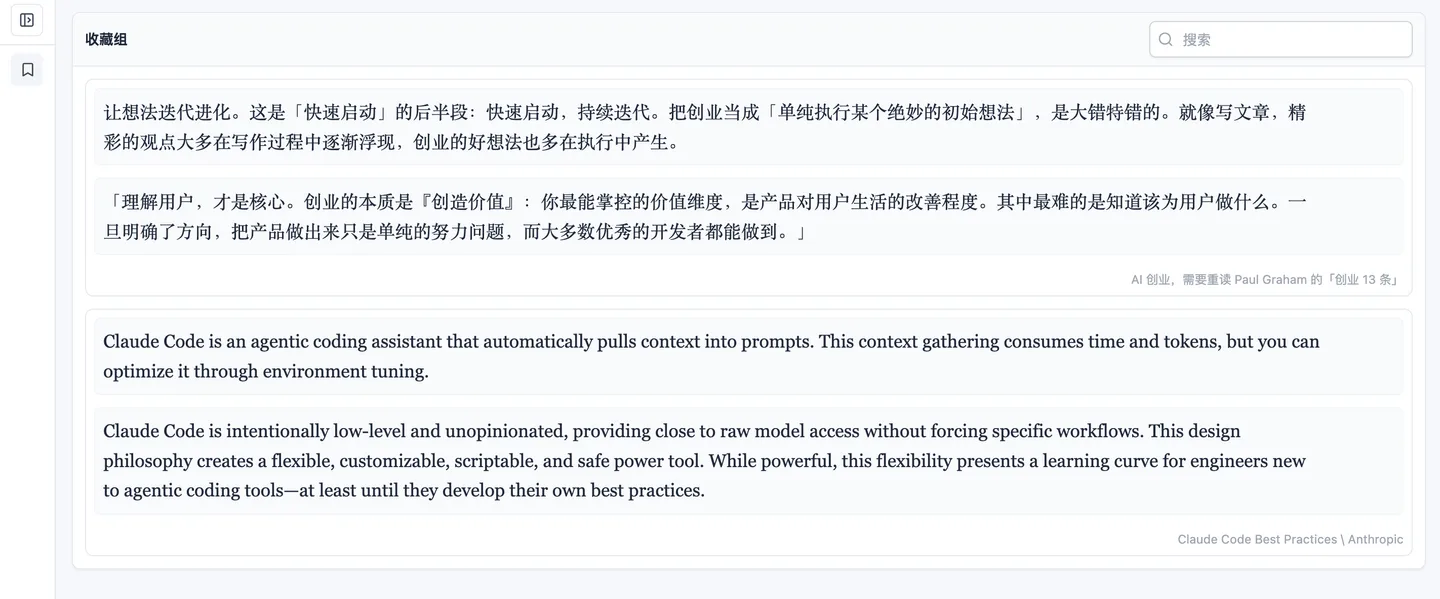 收藏组
搜索
让想法迭代进化。这是「快速启动」的后半段：快速启动，持续迭代。把创业当成「单纯执行某个绝妙的初始想法」，是大错特错的。就像写文章，精
彩的观点大多在写作过程中逐渐浮现，创业的好想法也多在执行中产生。
「理解用户，才是核心。创业的本质是『创造价值』：你最能掌控的价值维度，是产品对用户生活的改善程度。其中最难的是知道该为用户做什么。一
旦明确了方向，把产品做出来只是单纯的努力问题，而大多数优秀的开发者都能做到。」
AI 创业，需要重读 Paul Graham 的「创业 13 条」
Claude Code is an agentic coding assistant that automatically pulls context into prompts. This context gathering consumes time and tokens, but you can
optimize it through environment tuning.
Claude Code is intentionally low-level and unopinionated, providing close to raw model access without forcing specific workflows. This design
philosophy creates a flexible, customizable, scriptable, and safe power tool. While powerful, this flexibility presents a learning curve for engineers new
to agentic coding tools—at least until they develop their own best practices.
Claude Code Best Practices \ Anthropic